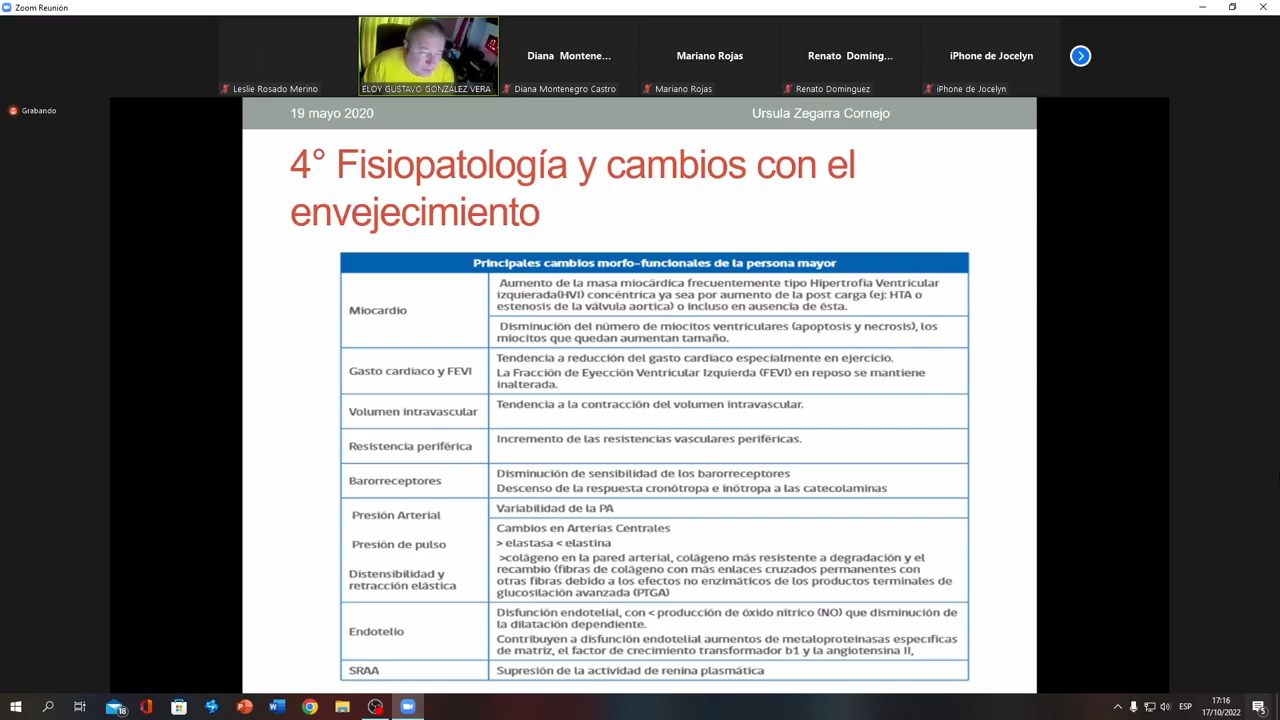 Zoom Reunión
Diana Montene...
Mariano Rojas
Renato Doming...
iPhone de Jocelyn
Leslie Rosado Merino
ELOY GUSTAVO GONZALEZ VERA
Diana Montenegro Castro
Mariano Rojas
Renato Dominguez
iPhone de Jocelyn
Grabando
19 mayo 2020
Ursula Zegarra Cornejo
4° Fisiopatología y cambios con el
envejecimiento
Principales cambios morfo-funcionales de la persona mayor
Miocardio
Aumento de la masa miocárdica frecuentemente tipo Hipertrofia Ventricular
izquierda(HVI) concéntrica ya sea por aumento de la post carga (ej: HTA o
estenosis de la válvula aortica) o incluso en ausencia de ésta.
Disminución del número de miocitos ventriculares (apoptosis y necrosis), los
miocitos que quedan aumentan tamaño.
Gasto cardiaco y FEVI
Tendencia a reducción del gasto cardíaco especialmente en ejercicio.
La Fracción de Eyección Ventricular Izquierda (FEVI) en reposo se mantiene
inalterada.
Volumen intravascular
Tendencia a la contracción del volumen intravascular.
Resistencia periférica
Incremento de las resistencias vasculares periféricas.
Barorreceptores
Disminución de sensibilidad de los barorreceptores
Descenso de la respuesta cronótropa e inótropa a las catecolaminas
Presión Arterial
Variabilidad de la PA
Presión de pulso
Distensibilidad y
retracción elástica
Cambios en Arterias Centrales
> elastasa < elastina
>colágeno en la pared arterial, colágeno más resistente a degradación y el
recambio (fibras de colágeno con más enlaces cruzados permanentes con
otras fibras debido a los efectos no enzimáticos de los productos terminales de
glucosilación avanzada (PTGA)
Endotelio
Disfunción endotelial, con < producción de óxido nítrico (NO) que disminución de
la dilatación dependiente.
Contribuyen a disfunción endotelial aumentos de metaloproteinasas específicas
de matriz, el factor de crecimiento transformador b1 y la angiotensina II,
SRAA
Supresión de la actividad de renina plasmática
18
ESP
17:16
17/10/2022
5